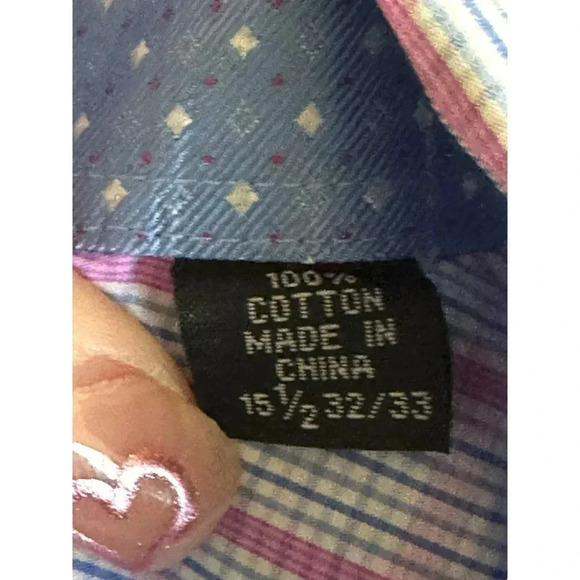 100%
COTTON
MADE IN
CHINA
15 1/2 32/33